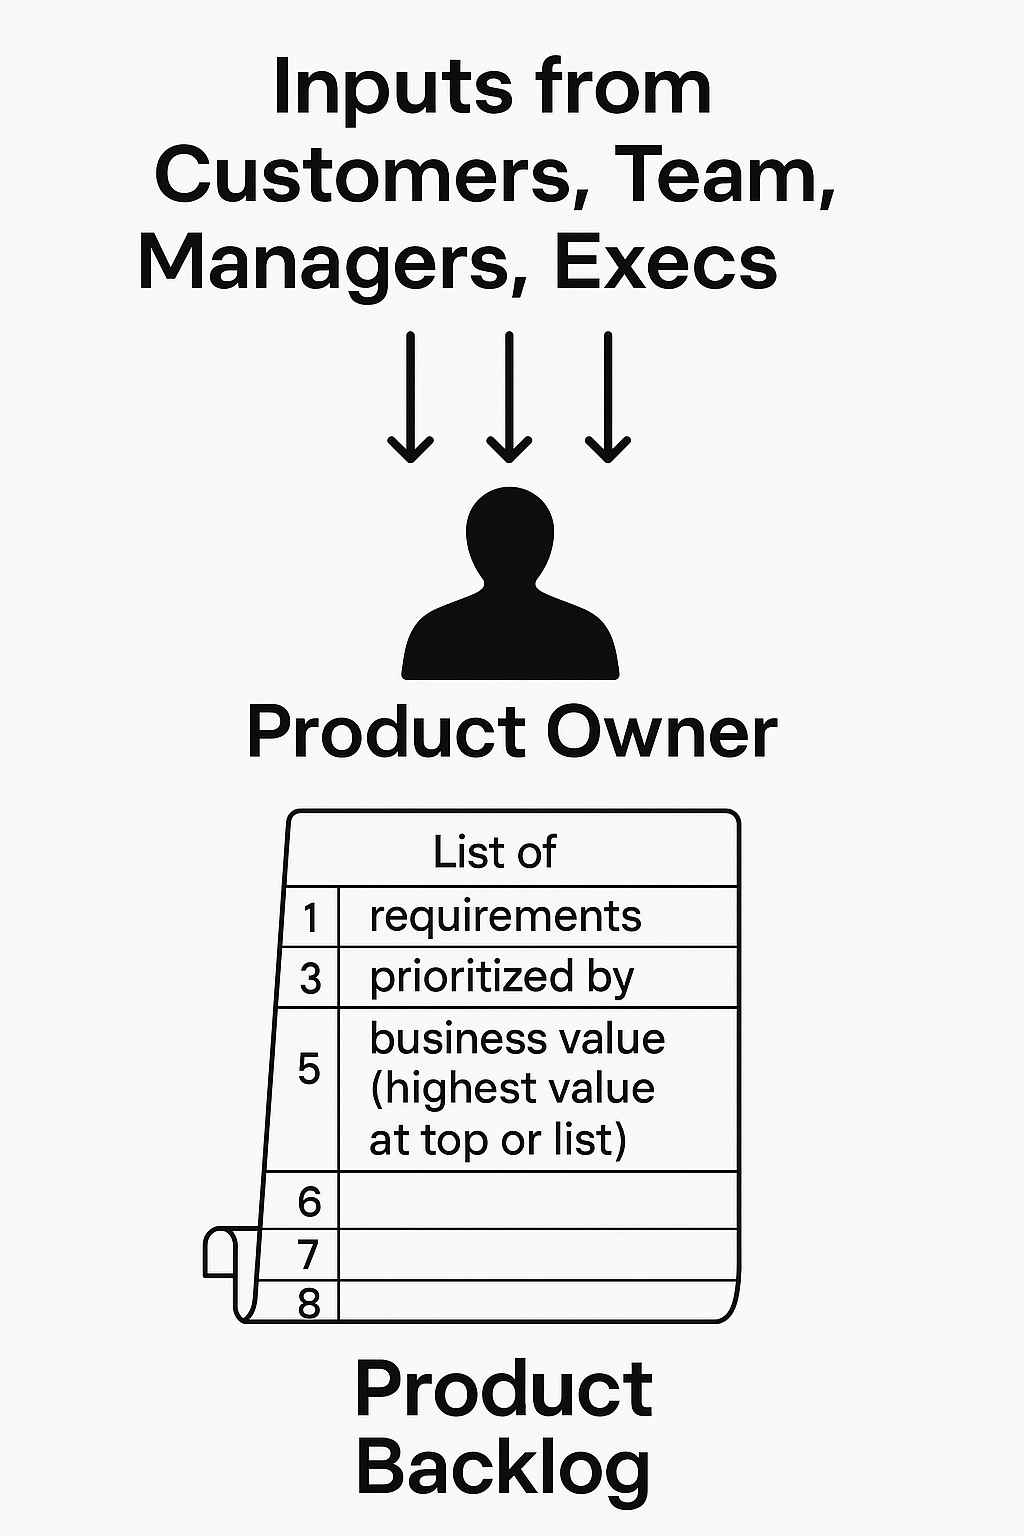 Inputs from
Customers, Team,
Managers, Execs
Product Owner
List of
1 requirements
3 prioritized by
5 business value
(highest value
at top or list)
6
7
8
Product
Backlog